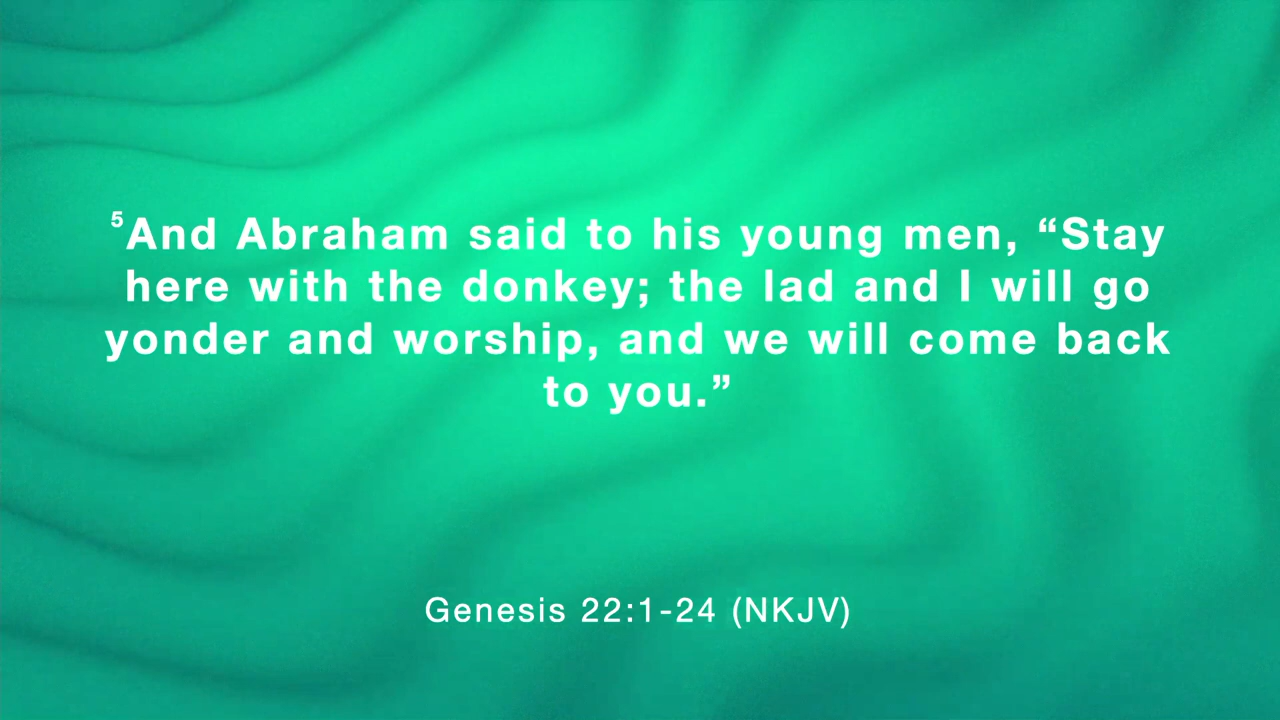 ⁵And Abraham said to his young men, “Stay
here with the donkey; the lad and I will go
yonder and worship, and we will come back
to you.”
Genesis 22:1-24 (NKJV)